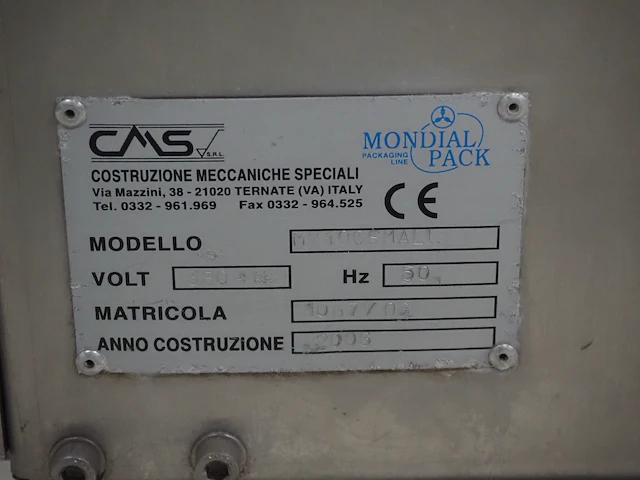 CMS S.R.L.
MONDIAL PACK
PACKAGING LINE
COSTRUZIONE MECCANICHE SPECIALI
Via Mazzini, 38 - 21020 TERNATE (VA) ITALY
Tel. 0332 - 961.969 Fax 0332 - 964.525
CE
MODELLO
VOLT Hz 50
MATRICOLA
ANNO COSTRUZiONE